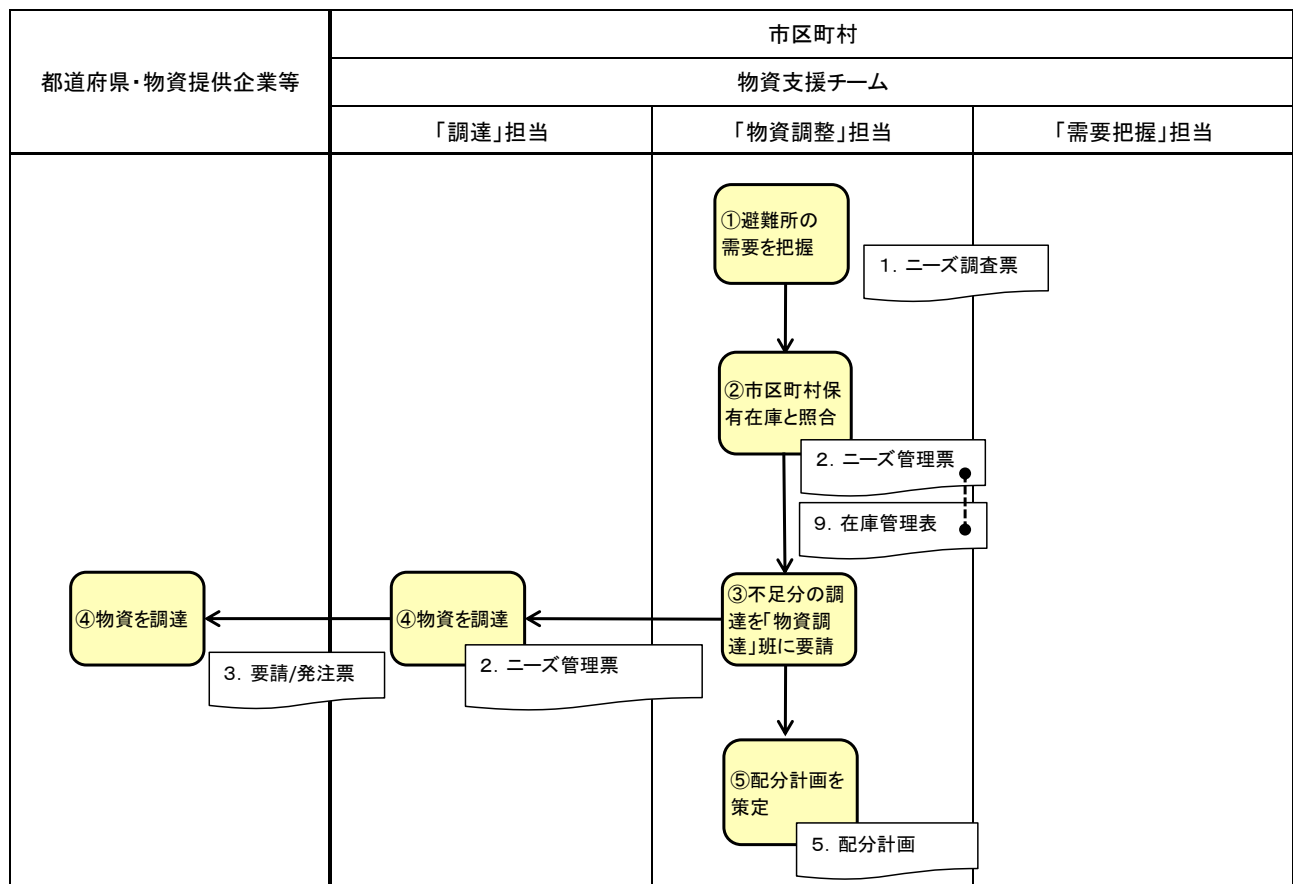 都道府県・物資提供企業等
市区町村
物資支援チーム
「調達」担当
「物資調整」担当
「需要把握」担当
①避難所の
需要を把握
1. ニーズ調査票
②市区町村保
有在庫と照合
2. ニーズ管理票
9. 在庫管理表
④物資を調達
3. 要請/発注票
④物資を調達
2. ニーズ管理票
③不足分の調
達を「物資調
達」班に要請
⑤配分計画を
策定
5. 配分計画